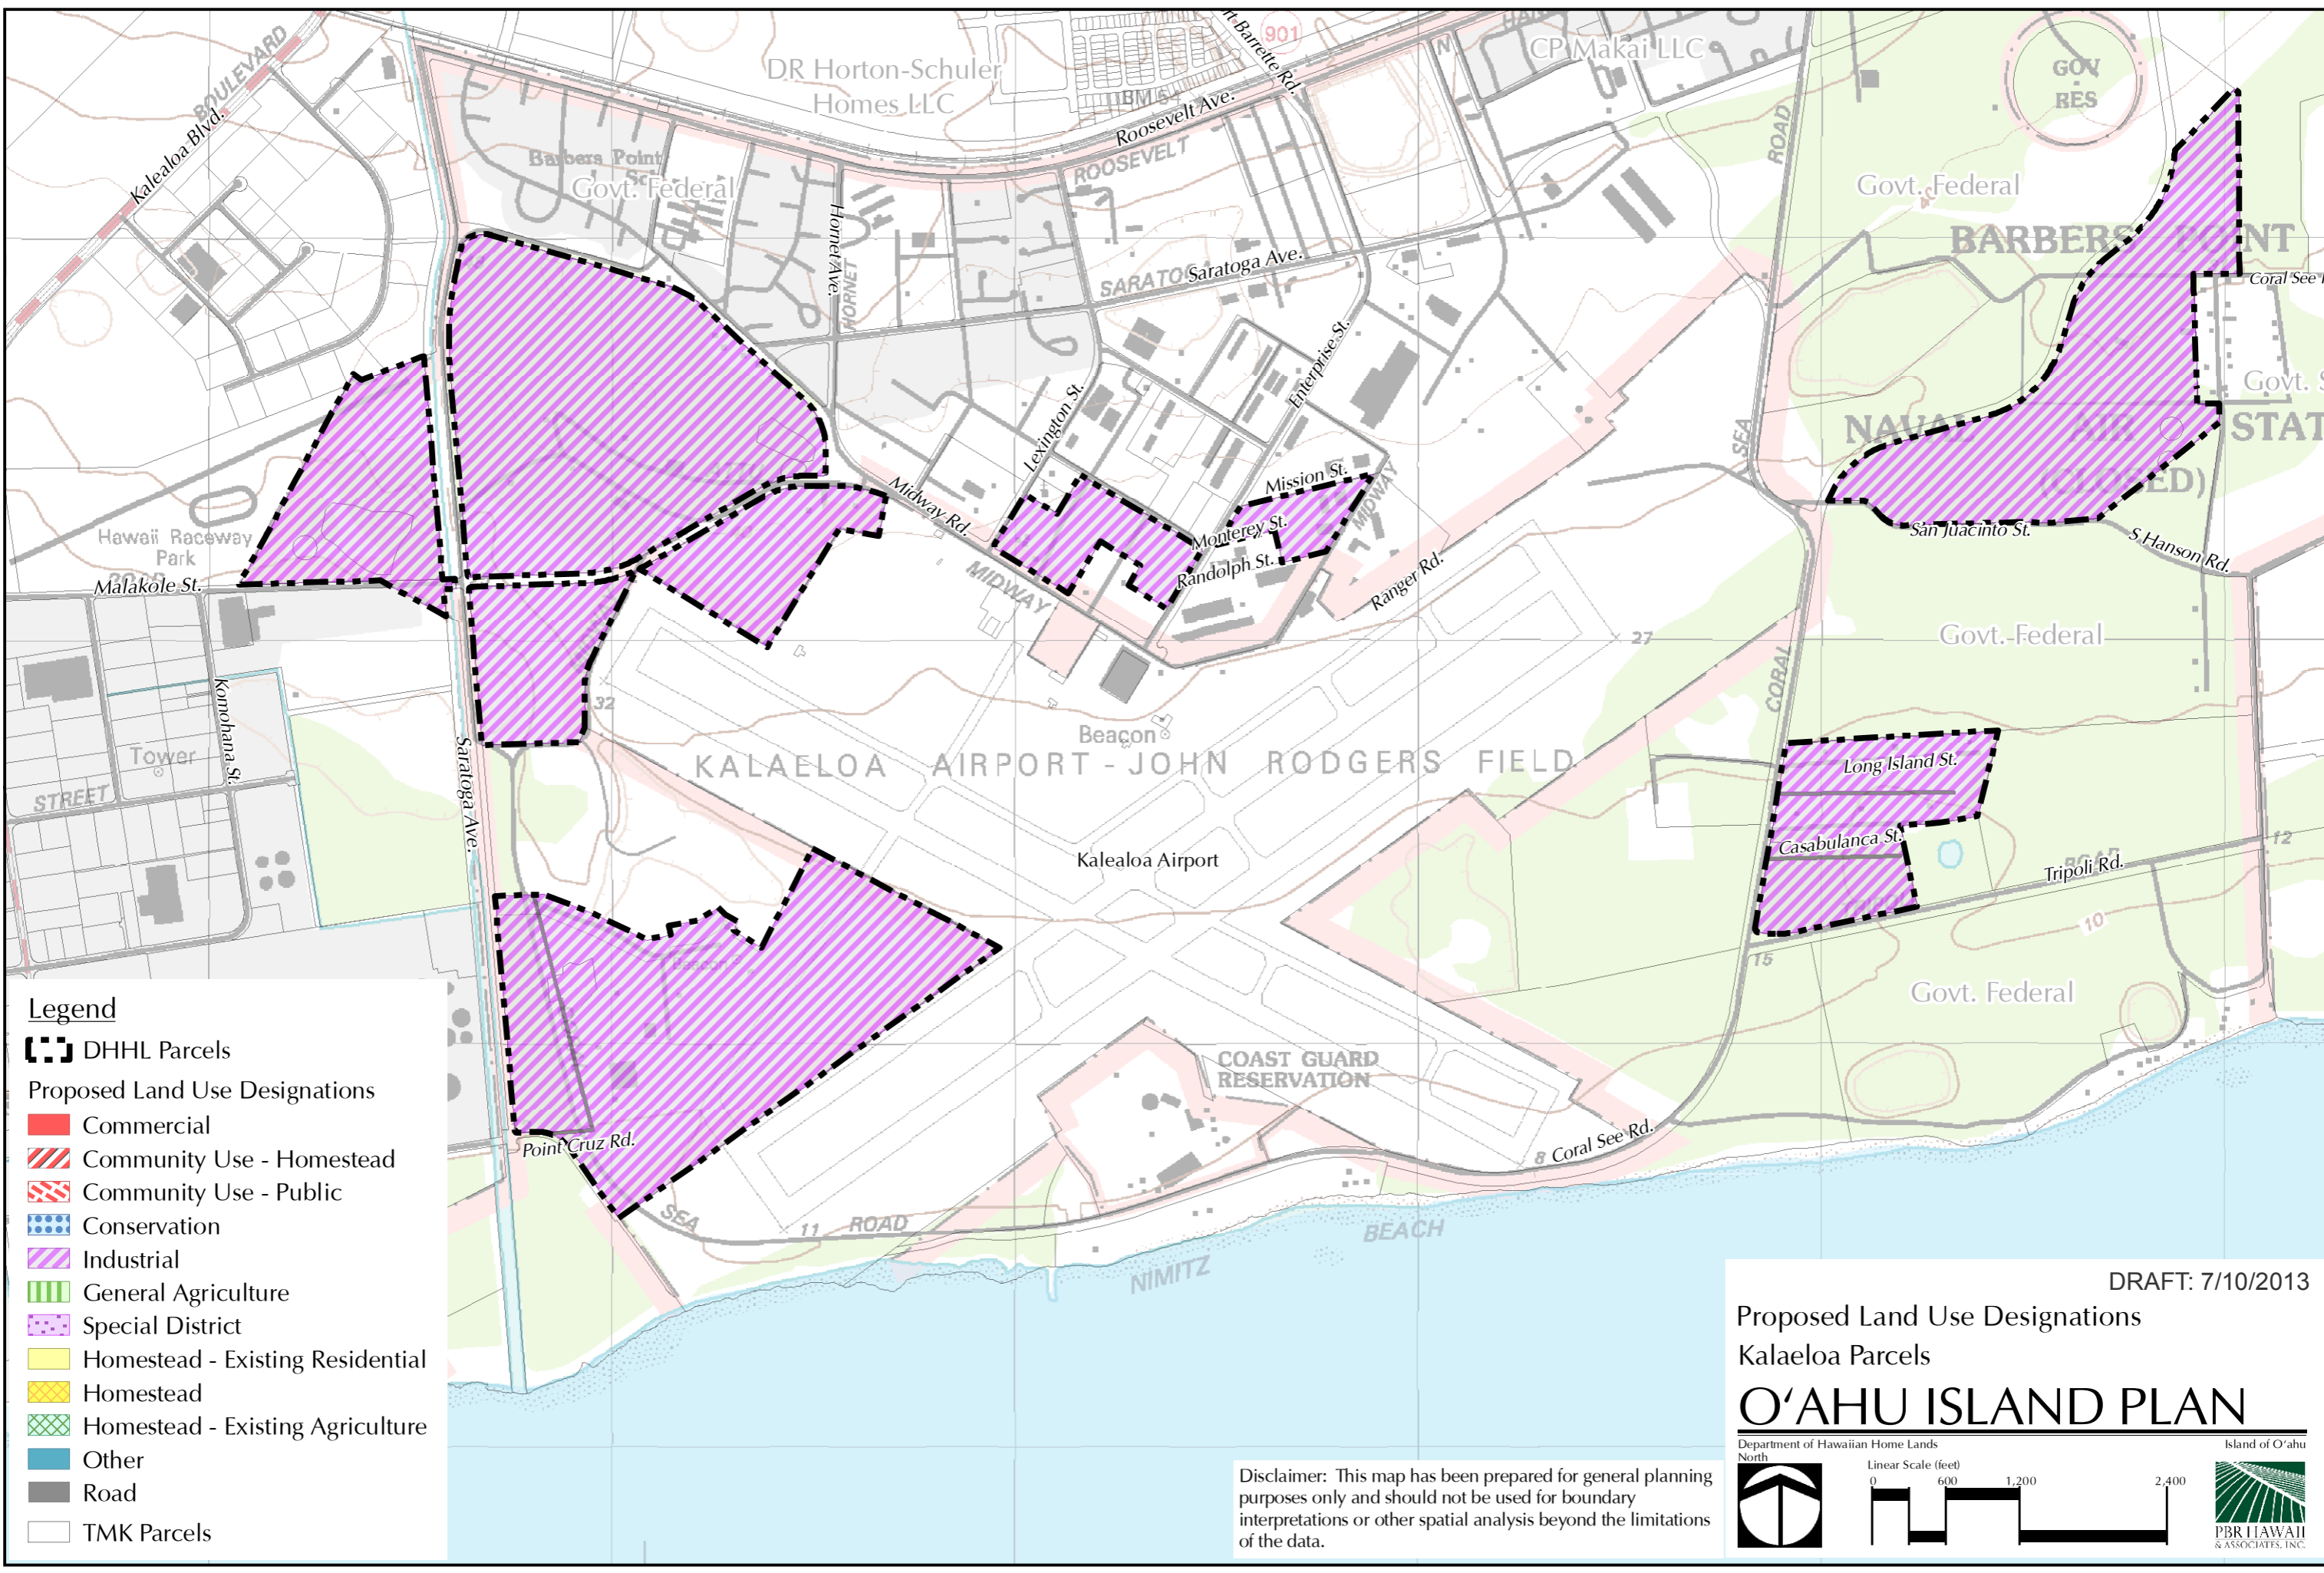 BOULEVARD
Kalealoa Blvd.
DR Horton-Schuler
Homes LLC
rt Barrette Rd.
901
HAN
CP Makai LLC
GOV
RES
BM 54
Roosevelt Ave.
ROOSEVELT
N
ROAD
Barbers Point
Govt. Federal
Govt. Federal
BARBERS POINT
Hornet Ave.
HORNET
Saratoga Ave.
SARATOGA
Coral See
Enterprise St.
Lexington St.
Govt. S
NAVAL AIR STAT
(CLOSED)
SEA
Mission St.
Midway Rd.
MIDWAY
Monterey St.
Randolph St.
San Juacinto St.
S Hanson Rd.
Hawaii Raceway
Park
Malakole St.
MIDWAY
Ranger Rd.
27
Govt. Federal
32
CORAL
Komohana St.
Tower
STREET
Saratoga Ave.
Beacon
KALAELOA AIRPORT - JOHN RODGERS FIELD
Long Island St.
Casabulanca St.
ROAD
Tripoli Rd.
12
Kalealoa Airport
10
15
Beacon
Govt. Federal
COAST GUARD
RESERVATION
Point Cruz Rd.
8
Coral See Rd.
SEA
11
ROAD
NIMITZ
BEACH
Legend
DHHL Parcels
Proposed Land Use Designations
Commercial
Community Use - Homestead
Community Use - Public
Conservation
Industrial
General Agriculture
Special District
Homestead - Existing Residential
Homestead
Homestead - Existing Agriculture
Other
Road
TMK Parcels
Disclaimer: This map has been prepared for general planning
purposes only and should not be used for boundary
interpretations or other spatial analysis beyond the limitations
of the data.
DRAFT: 7/10/2013
Proposed Land Use Designations
Kalaeloa Parcels
OʻAHU ISLAND PLAN
Department of Hawaiian Home Lands
Island of Oʻahu
North
Linear Scale (feet)
0 600 1,200 2,400
PBR HAWAII
& ASSOCIATES, INC.